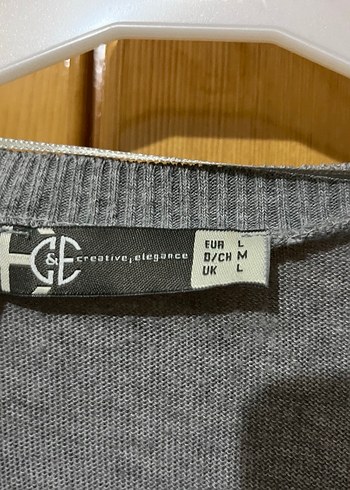 C&E creative,elegance
EUR L
D/CH M
UK L